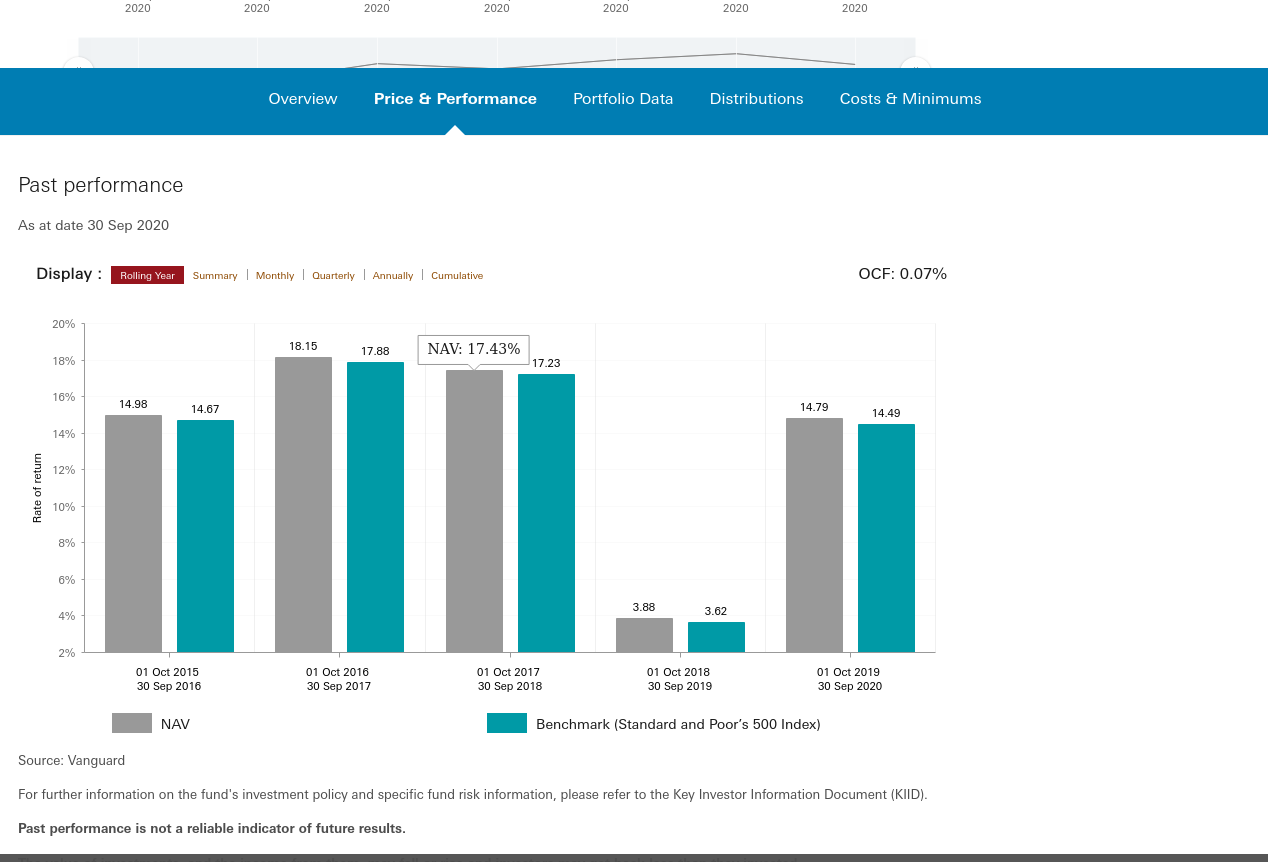 2020 2020 2020 2020 2020 2020 2020
Overview Price & Performance Portfolio Data Distributions Costs & Minimums
Past performance
As at date 30 Sep 2020
Display : Rolling Year Summary Monthly Quarterly Annually Cumulative OCF: 0.07%
20%
18%
16%
14%
12%
10%
8%
6%
4%
2%
Rate of return
14.98 14.67
18.15 17.88
NAV: 17.43% 17.23
3.88 3.62
14.79 14.49
01 Oct 2015
30 Sep 2016
01 Oct 2016
30 Sep 2017
01 Oct 2017
30 Sep 2018
01 Oct 2018
30 Sep 2019
01 Oct 2019
30 Sep 2020
NAV Benchmark (Standard and Poor’s 500 Index)
Source: Vanguard
For further information on the fund's investment policy and specific fund risk information, please refer to the Key Investor Information Document (KIID).
Past performance is not a reliable indicator of future results.